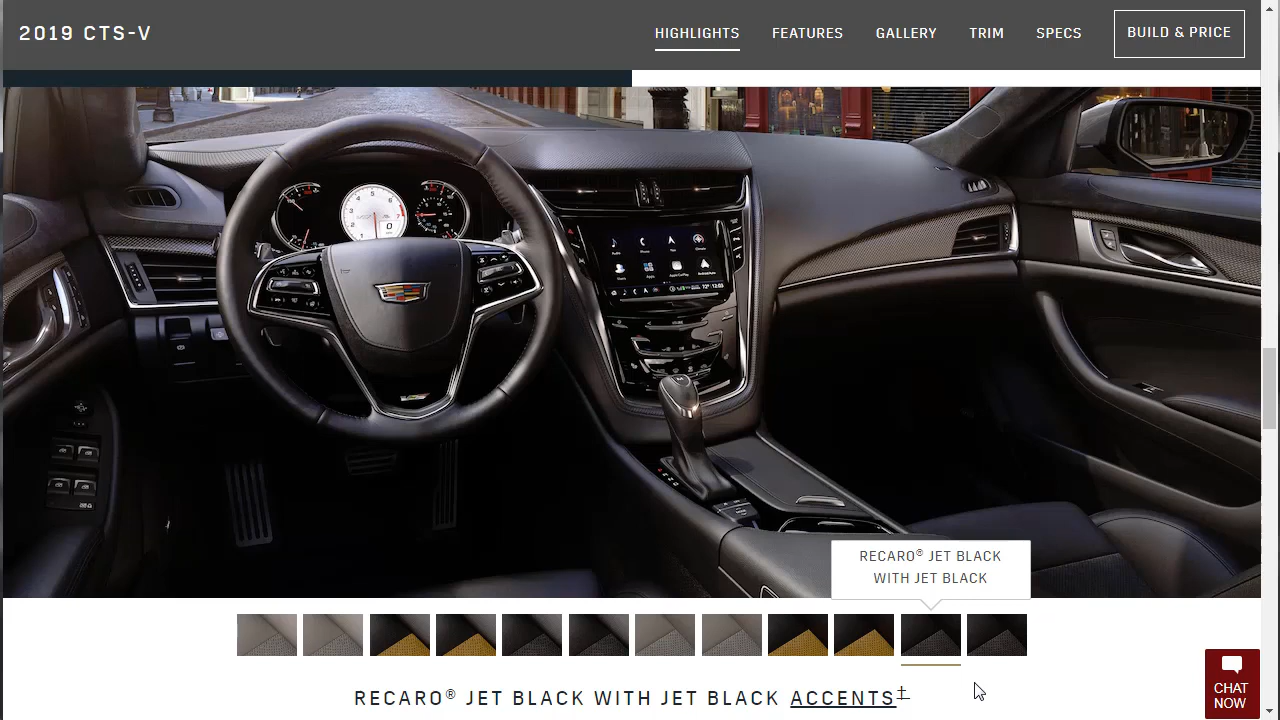 2019 CTS-V
HIGHLIGHTS
FEATURES
GALLERY
TRIM
SPECS
BUILD & PRICE
RECARO® JET BLACK
WITH JET BLACK
RECARO® JET BLACK WITH JET BLACK ACCENTS‡
CHAT
NOW